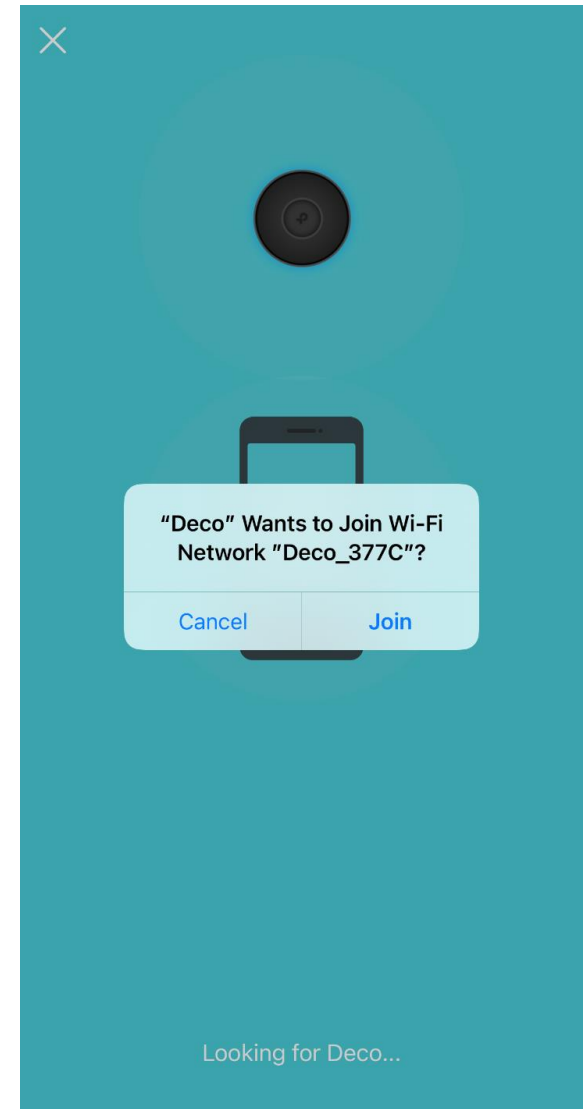 “Deco” Wants to Join Wi-Fi
Network "Deco_377C"?
Cancel
Join
Looking for Deco...